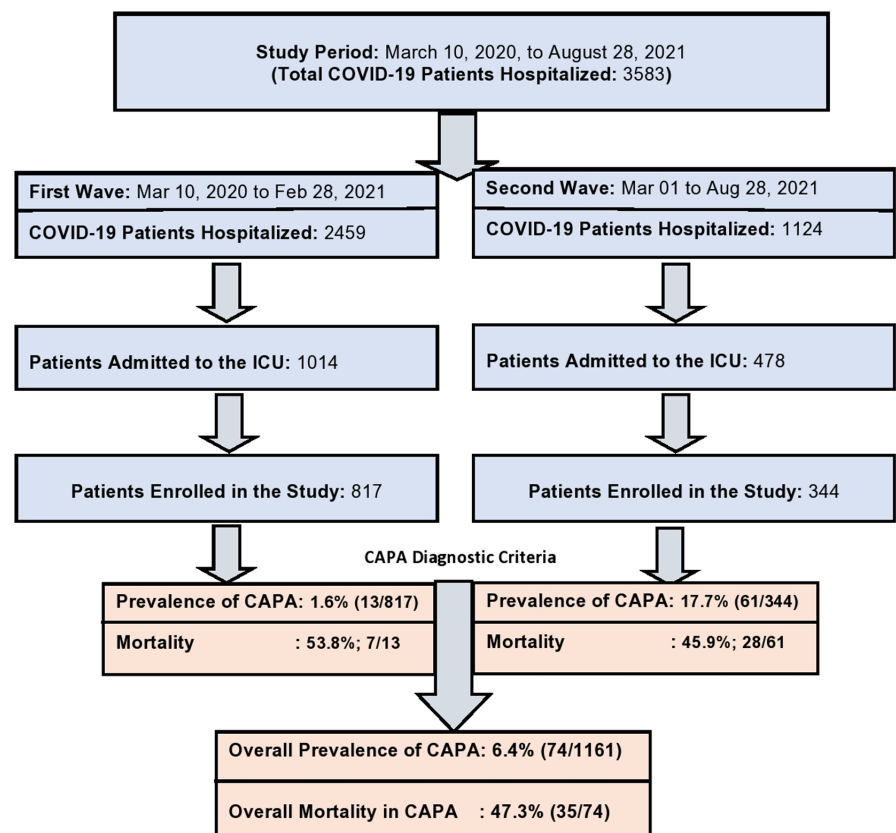 Study Period: March 10, 2020, to August 28, 2021
(Total COVID-19 Patients Hospitalized: 3583)
First Wave: Mar 10, 2020 to Feb 28, 2021
COVID-19 Patients Hospitalized: 2459
Second Wave: Mar 01 to Aug 28, 2021
COVID-19 Patients Hospitalized: 1124
Patients Admitted to the ICU: 1014
Patients Admitted to the ICU: 478
Patients Enrolled in the Study: 817
Patients Enrolled in the Study: 344
CAPA Diagnostic Criteria
Prevalence of CAPA: 1.6% (13/817)
Mortality : 53.8%; 7/13
Prevalence of CAPA: 17.7% (61/344)
Mortality : 45.9%; 28/61
Overall Prevalence of CAPA: 6.4% (74/1161)
Overall Mortality in CAPA : 47.3% (35/74)